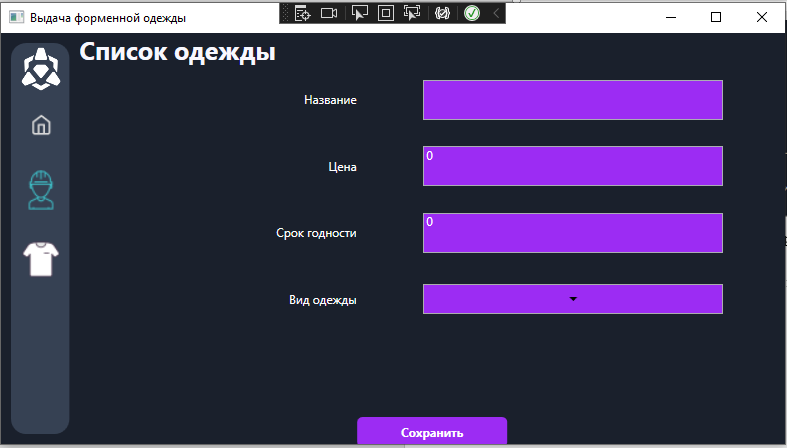 Выдача форменной одежды
Список одежды
Название
Цена
0
Срок годности
0
Вид одежды
Сохранить